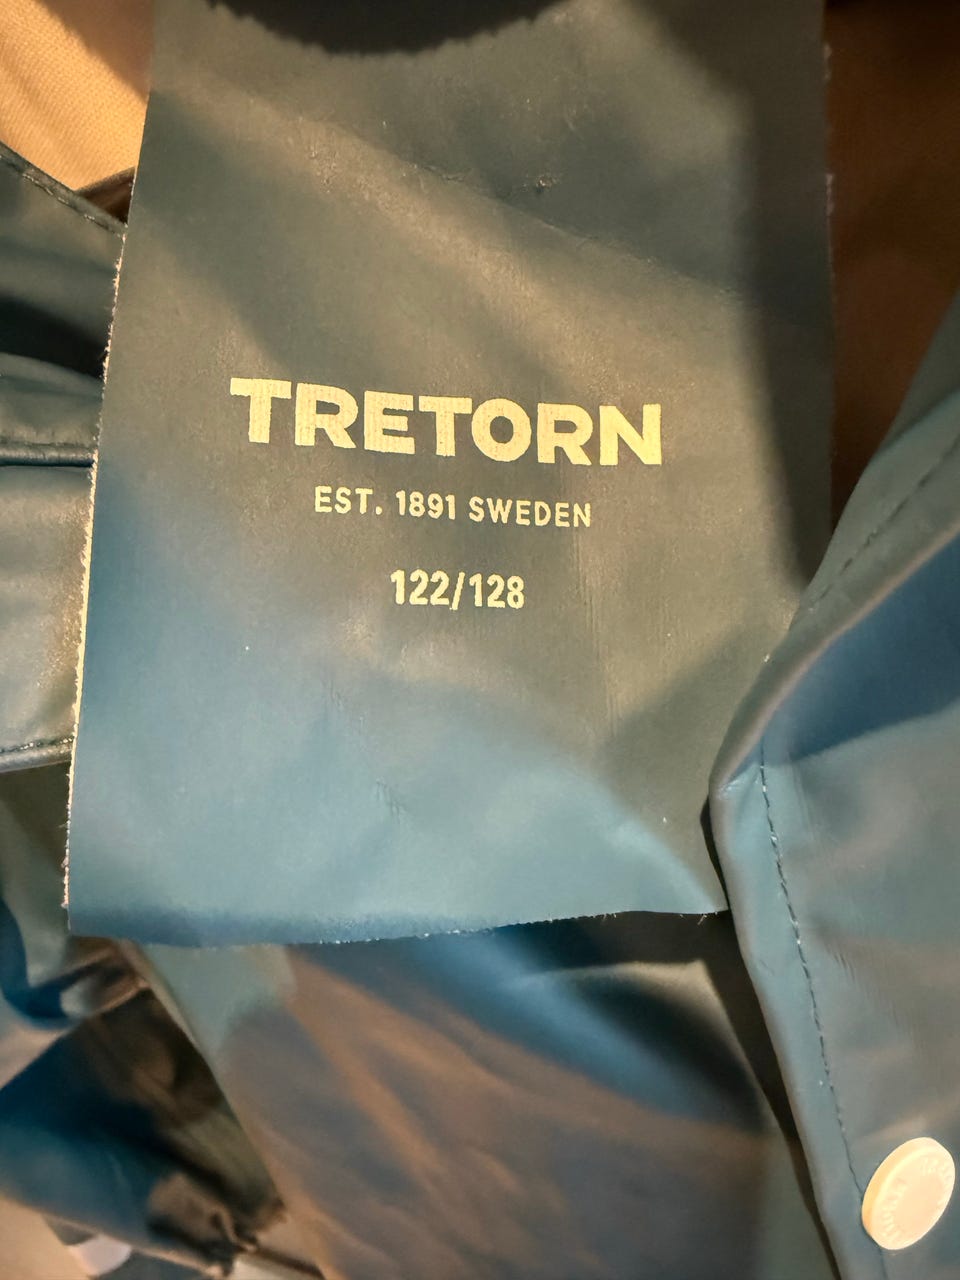 TRETORN
EST. 1891 SWEDEN
122/128